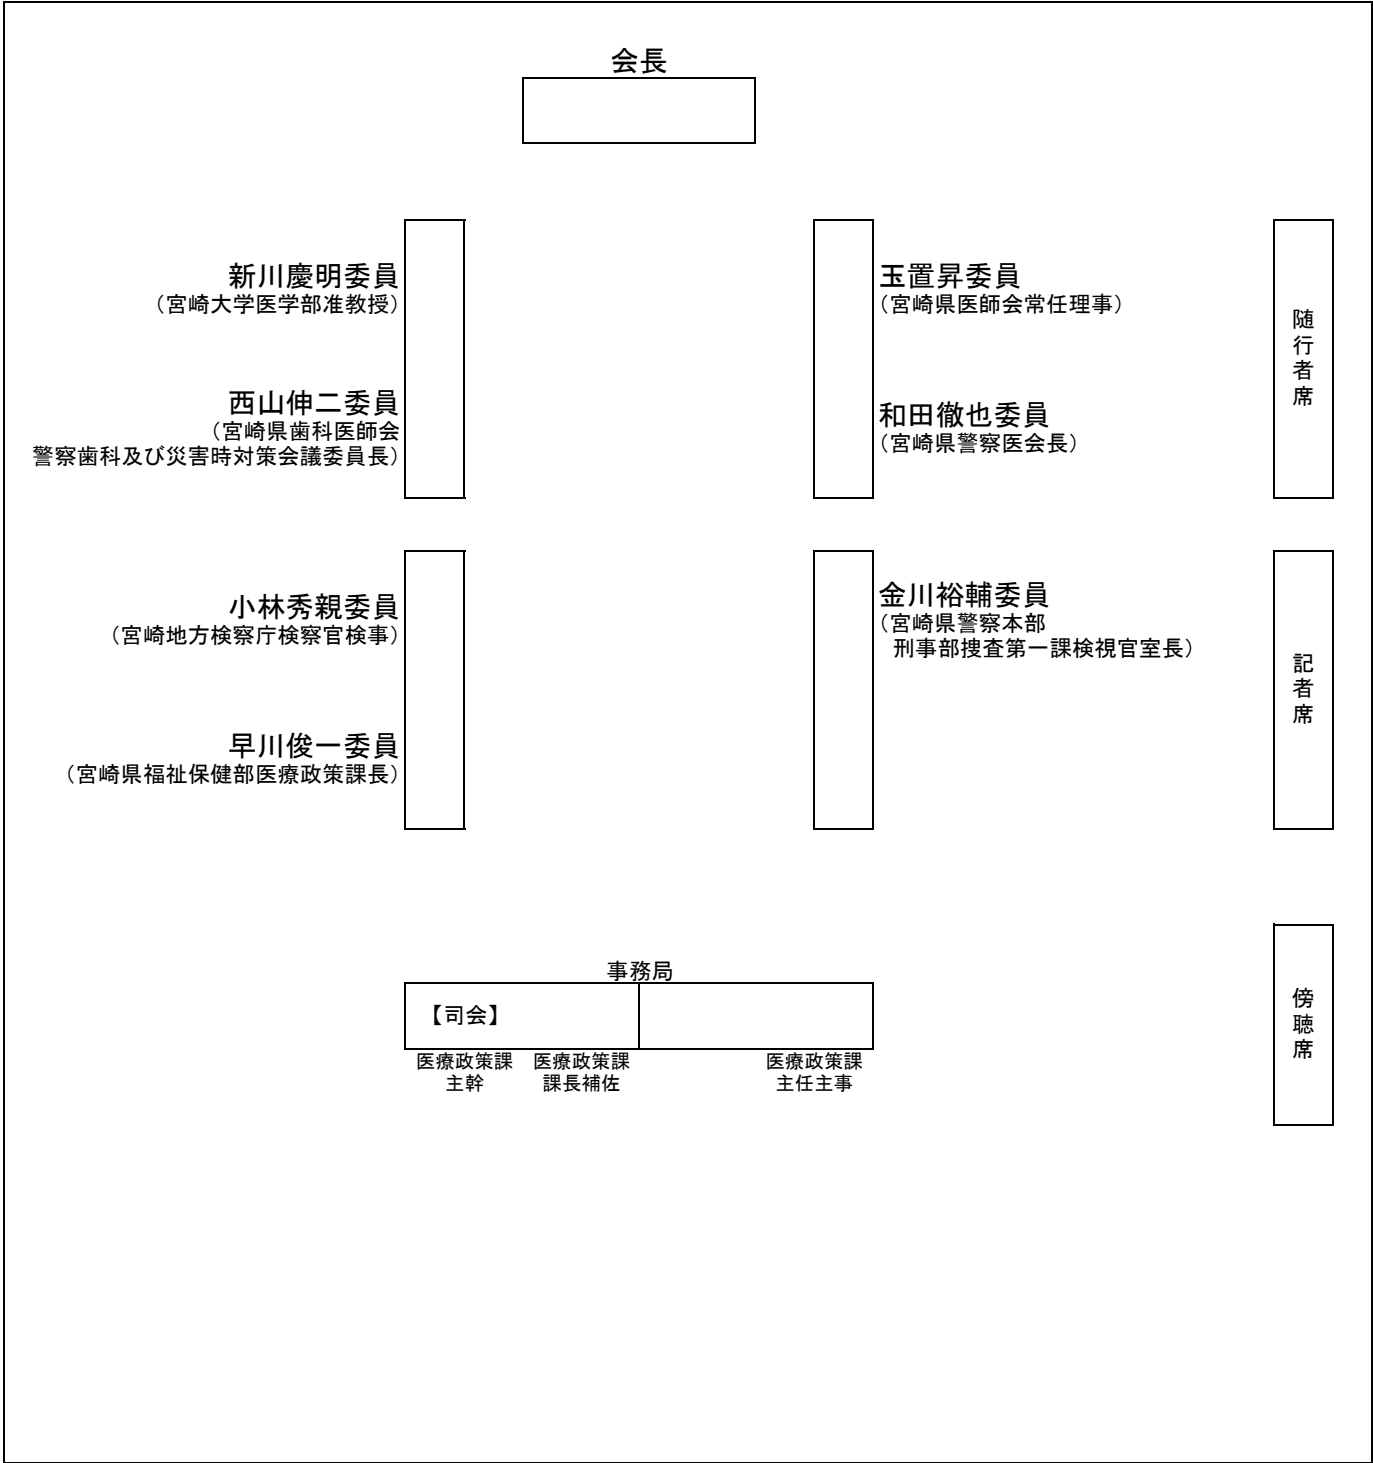 会長
新川慶明委員
（宮崎大学医学部准教授）
西山伸二委員
（宮崎県歯科医師会
警察歯科及び災害時対策会議委員長）
玉置昇委員
（宮崎県医師会常任理事）
和田徹也委員
（宮崎県警察医会長）
随行者席
小林秀親委員
（宮崎地方検察庁検察官検事）
早川俊一委員
（宮崎県福祉保健部医療政策課長）
金川裕輔委員
（宮崎県警察本部
刑事部捜査第一課検視官室長）
記者席
事務局
【司会】
医療政策課
主幹
医療政策課
課長補佐
医療政策課
主任主事
傍聴席